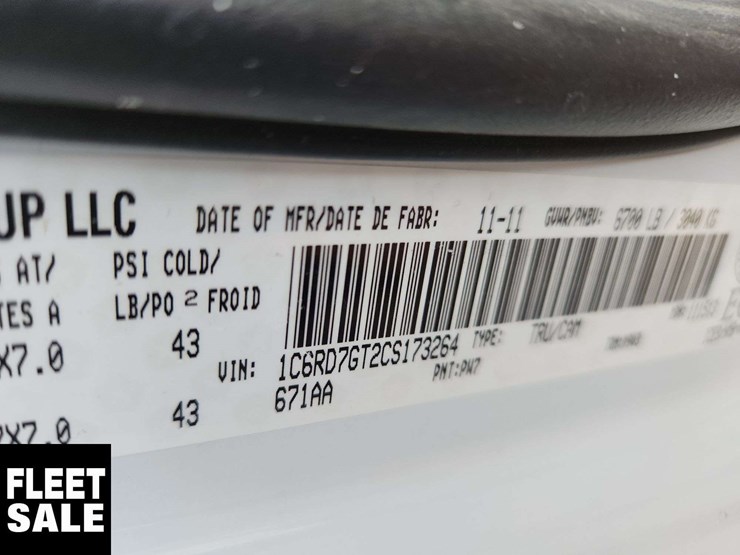 UP LLC DATE OF MFR/DATE DE FABR: 11-11 GVWR/PNBV: 6700 LB / 3040 KG
AT/ PSI COLD/
TES A LB/PO 2 FROID
X7.0 43
VIN: 1C6RD7GT2CS173264 TYPE: TRU/CAM
671AA PNT:PW7
X7.0 43
FLEET
SALE